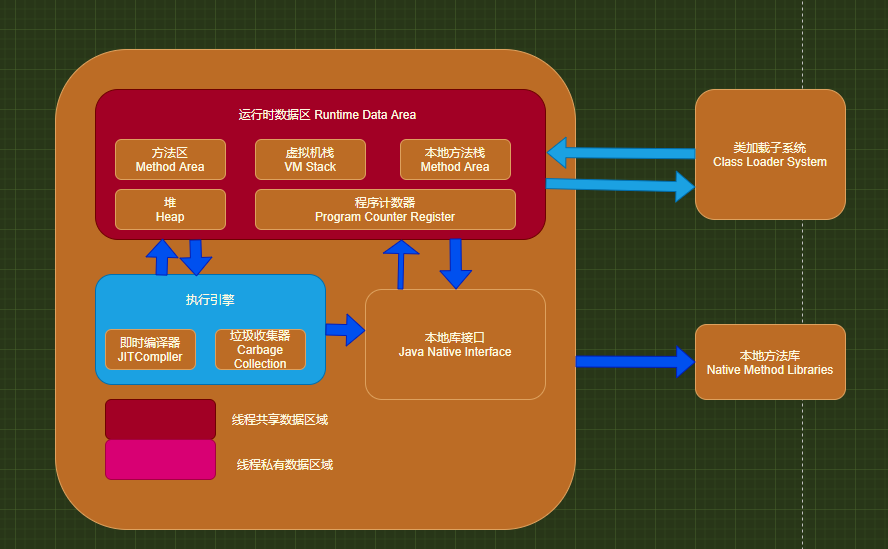 运行时数据区 Runtime Data Area
方法区
Method Area
虚拟机栈
VM Stack
本地方法栈
Method Area
堆
Heap
程序计数器
Program Counter Register
类加载子系统
Class Loader System
执行引擎
即时编译器
JITCompller
垃圾收集器
Carbage
Collection
本地库接口
Java Native Interface
本地方法库
Native Method Libraries
线程共享数据区域
线程私有数据区域